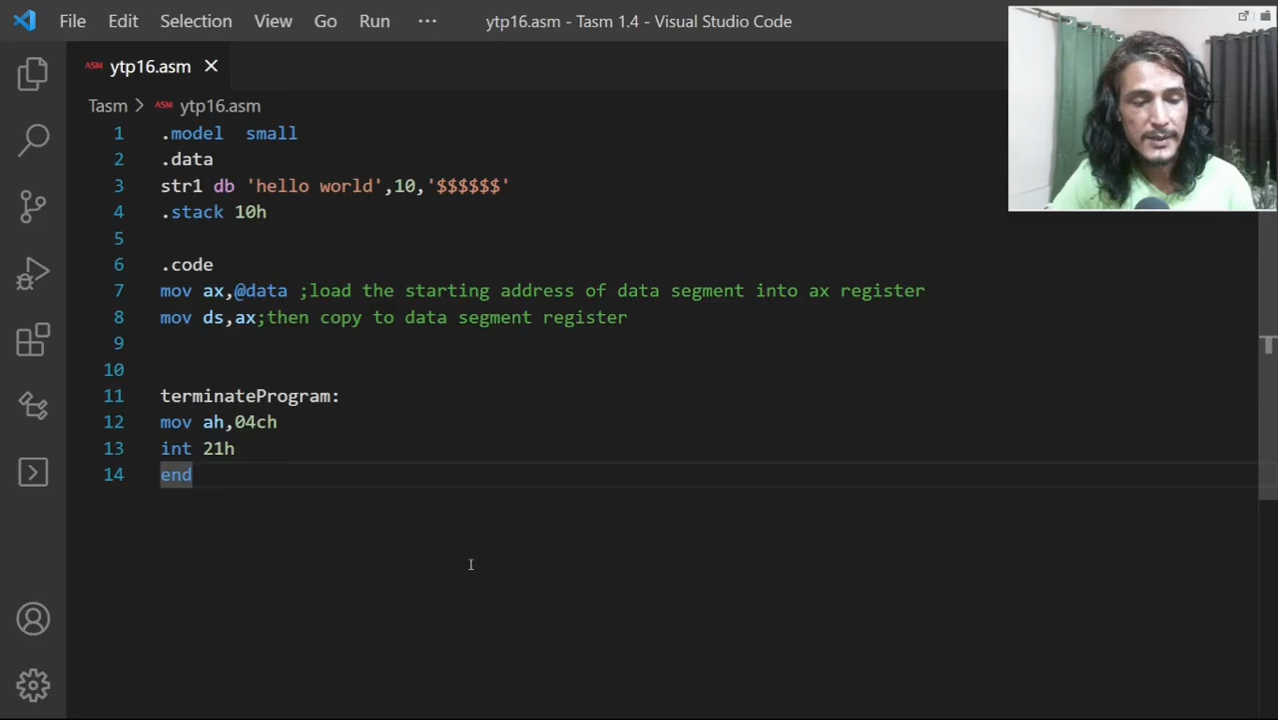 File Edit Selection View Go Run ··· ytp16.asm - Tasm 1.4 - Visual Studio Code
ASM ytp16.asm ×
Tasm > ASM ytp16.asm
1 .model  small
2 .data
3 str1 db 'hello world',10,'$$$$$$'
4 .stack 10h
5
6 .code
7 mov ax,@data ;load the starting address of data segment into ax register
8 mov ds,ax;then copy to data segment register
9
10
11 terminateProgram:
12 mov ah,04ch
13 int 21h
14 end